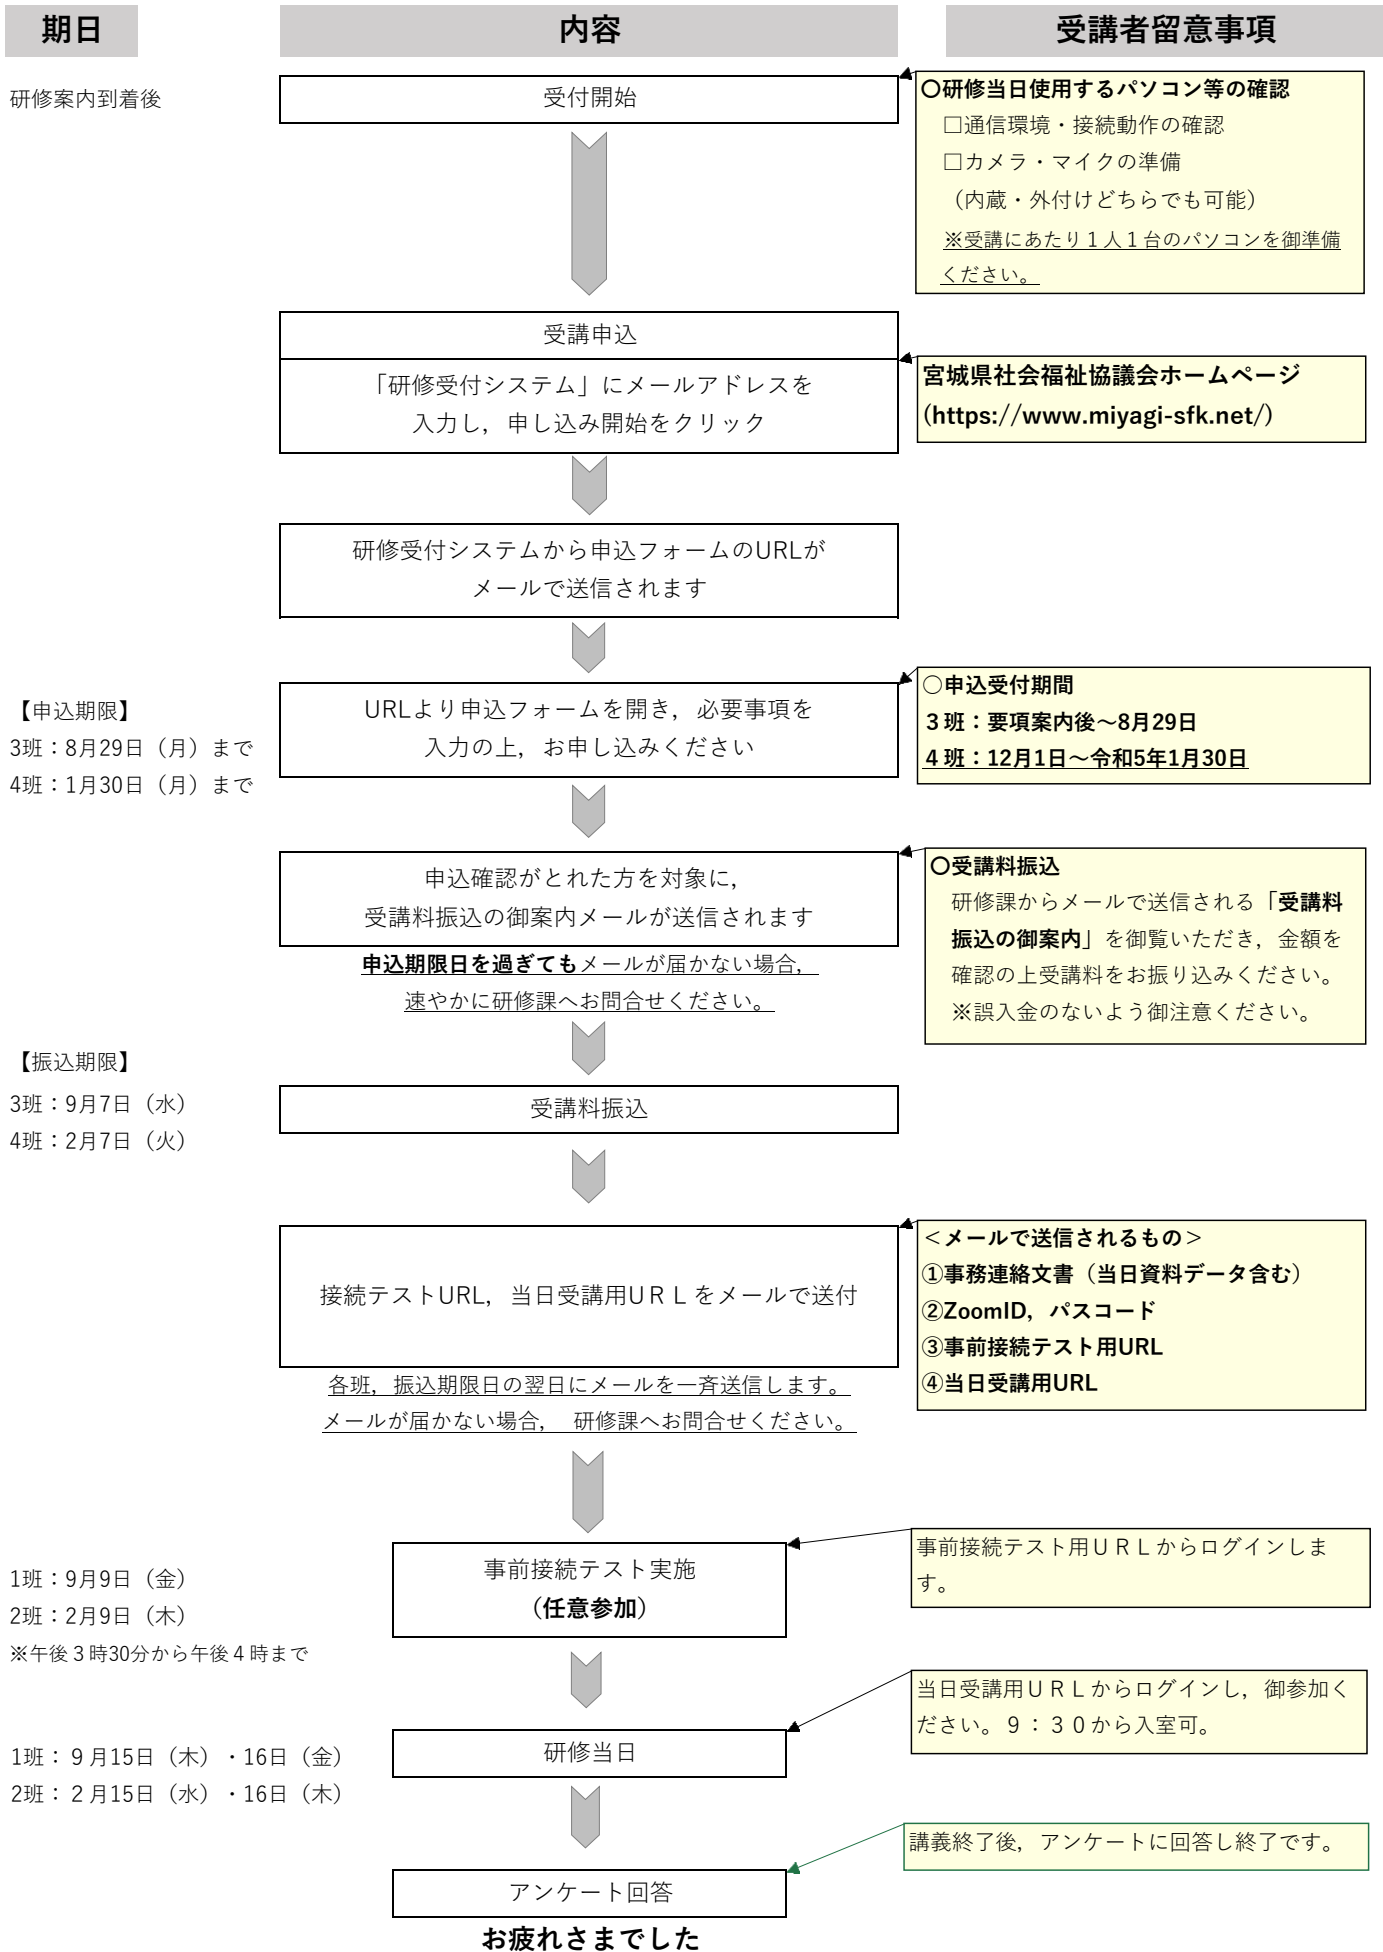 期日
内容
受講者留意事項
研修案内到着後
受付開始
〇研修当日使用するパソコン等の確認
□通信環境・接続動作の確認
□カメラ・マイクの準備
（内蔵・外付けどちらでも可能）
※受講にあたり１人１台のパソコンを御準備
ください。
受講申込
「研修受付システム」にメールアドレスを
入力し，申し込み開始をクリック
宮城県社会福祉協議会ホームページ
(https://www.miyagi-sfk.net/)
研修受付システムから申込フォームのURLが
メールで送信されます
【申込期限】
3班：8月29日（月）まで
4班：1月30日（月）まで
URLより申込フォームを開き，必要事項を
入力の上，お申し込みください
○申込受付期間
３班：要項案内後～8月29日
４班：12月1日～令和5年1月30日
申込確認がとれた方を対象に，
受講料振込の御案内メールが送信されます
申込期限日を過ぎてもメールが届かない場合，
速やかに研修課へお問合せください。
〇受講料振込
研修課からメールで送信される「受講料
振込の御案内」を御覧いただき，金額を
確認の上受講料をお振り込みください。
※誤入金のないよう御注意ください。
【振込期限】
3班：9月7日（水）
4班：2月7日（火）
受講料振込
接続テストURL，当日受講用ＵＲＬをメールで送付
各班，振込期限日の翌日にメールを一斉送信します。
メールが届かない場合，　研修課へお問合せください。
＜メールで送信されるもの＞
①事務連絡文書（当日資料データ含む）
②ZoomID，パスコード
③事前接続テスト用URL
④当日受講用URL
1班：9月9日（金）
2班：2月9日（木）
※午後３時30分から午後４時まで
事前接続テスト実施
（任意参加）
事前接続テスト用ＵＲＬからログインしま
す。
1班：９月15日（木）・16日（金）
2班：２月15日（水）・16日（木）
研修当日
当日受講用ＵＲＬからログインし，御参加く
ださい。９：３０から入室可。
アンケート回答
講義終了後，アンケートに回答し終了です。
お疲れさまでした